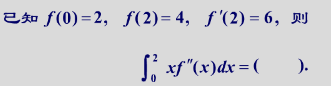 已知 f(0)=2, f(2)=4, f′(2)=6, 则
∫₀² xf″(x)dx=( ).